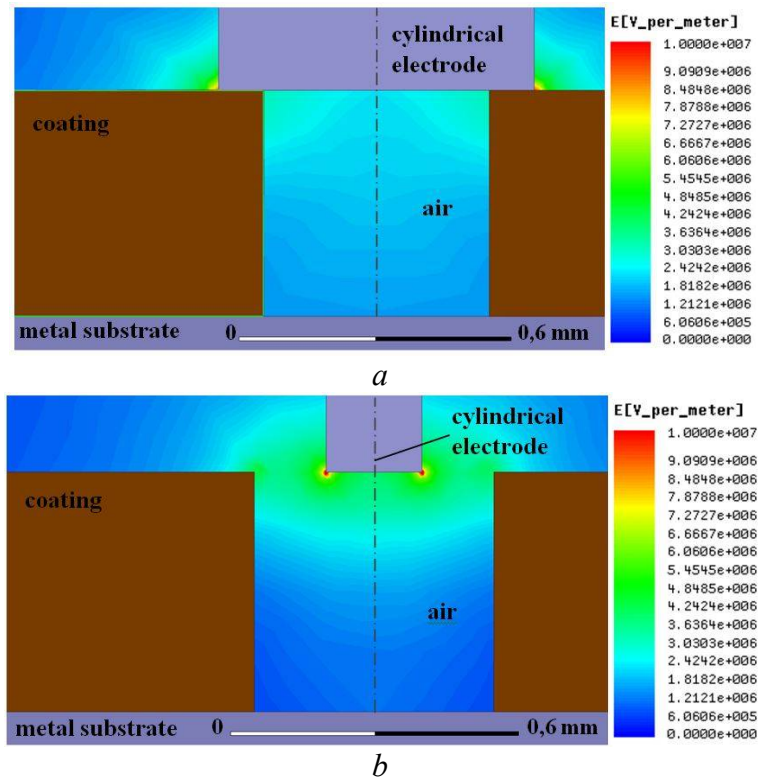 cylindrical
electrode
coating
air
metal substrate
0
0,6 mm
E[V_per_meter]
1.0000e+007
9.0909e+006
8.4848e+006
7.8788e+006
7.2727e+006
6.6667e+006
6.0606e+006
5.4545e+006
4.8485e+006
4.2424e+006
3.6364e+006
3.0303e+006
2.4242e+006
1.8182e+006
1.2121e+006
6.0606e+005
0.0000e+000
a
cylindrical
electrode
coating
air
metal substrate
0
0,6 mm
E[V_per_meter]
1.0000e+007
9.0909e+006
8.4848e+006
7.8788e+006
7.2727e+006
6.6667e+006
6.0606e+006
5.4545e+006
4.8485e+006
4.2424e+006
3.6364e+006
3.0303e+006
2.4242e+006
1.8182e+006
1.2121e+006
6.0606e+005
0.0000e+000
b